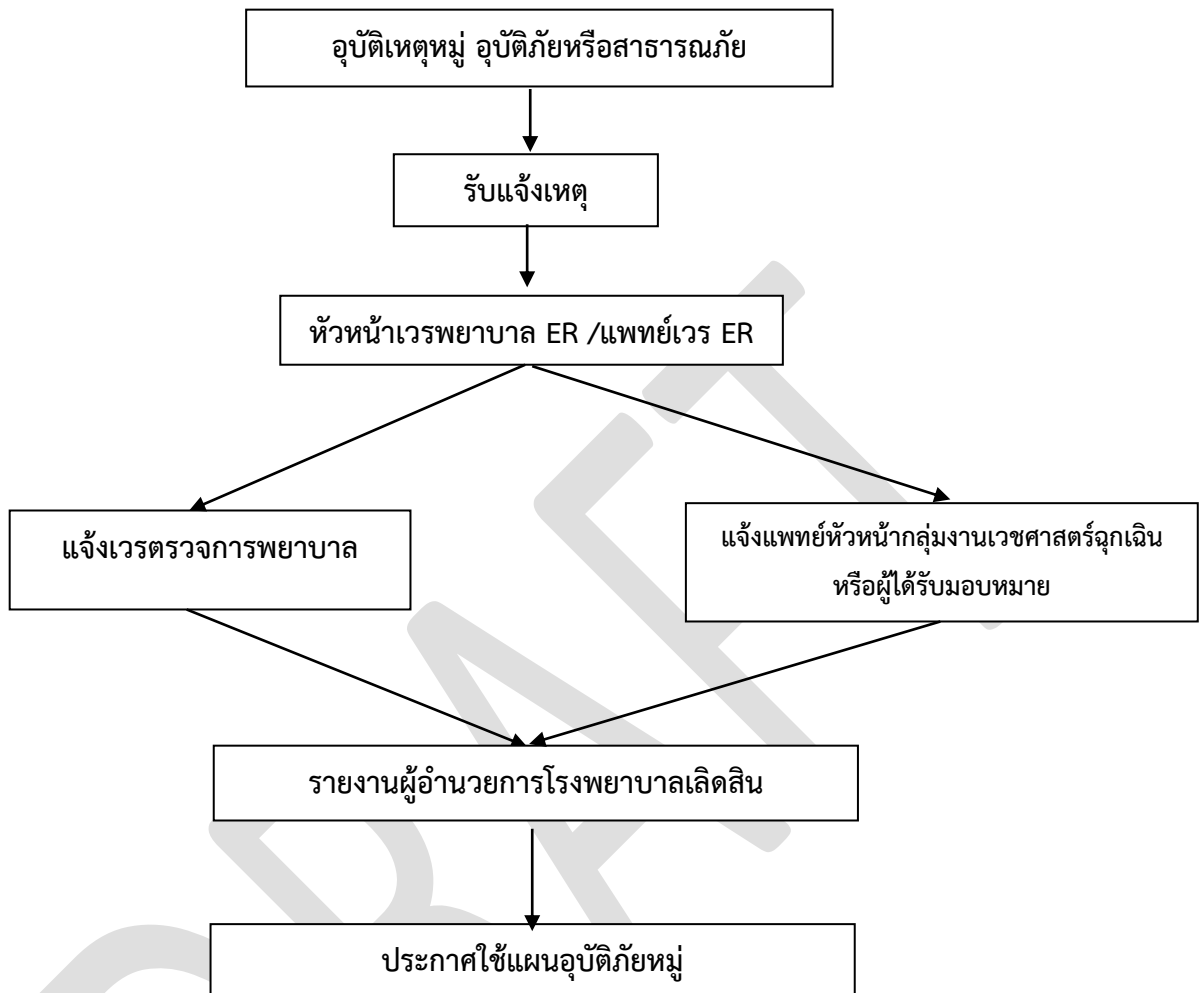 อุบัติเหตุหมู่ อุบัติภัยหรือสาธารณภัย
รับแจ้งเหตุ
หัวหน้าเวรพยาบาล ER /แพทย์เวร ER
แจ้งเวรตรวจการพยาบาล
แจ้งแพทย์หัวหน้ากลุ่มงานเวชศาสตร์ฉุกเฉิน
หรือผู้ได้รับมอบหมาย
รายงานผู้อำนวยการโรงพยาบาลเลิดสิน
ประกาศใช้แผนอุบัติภัยหมู่
DRAFT